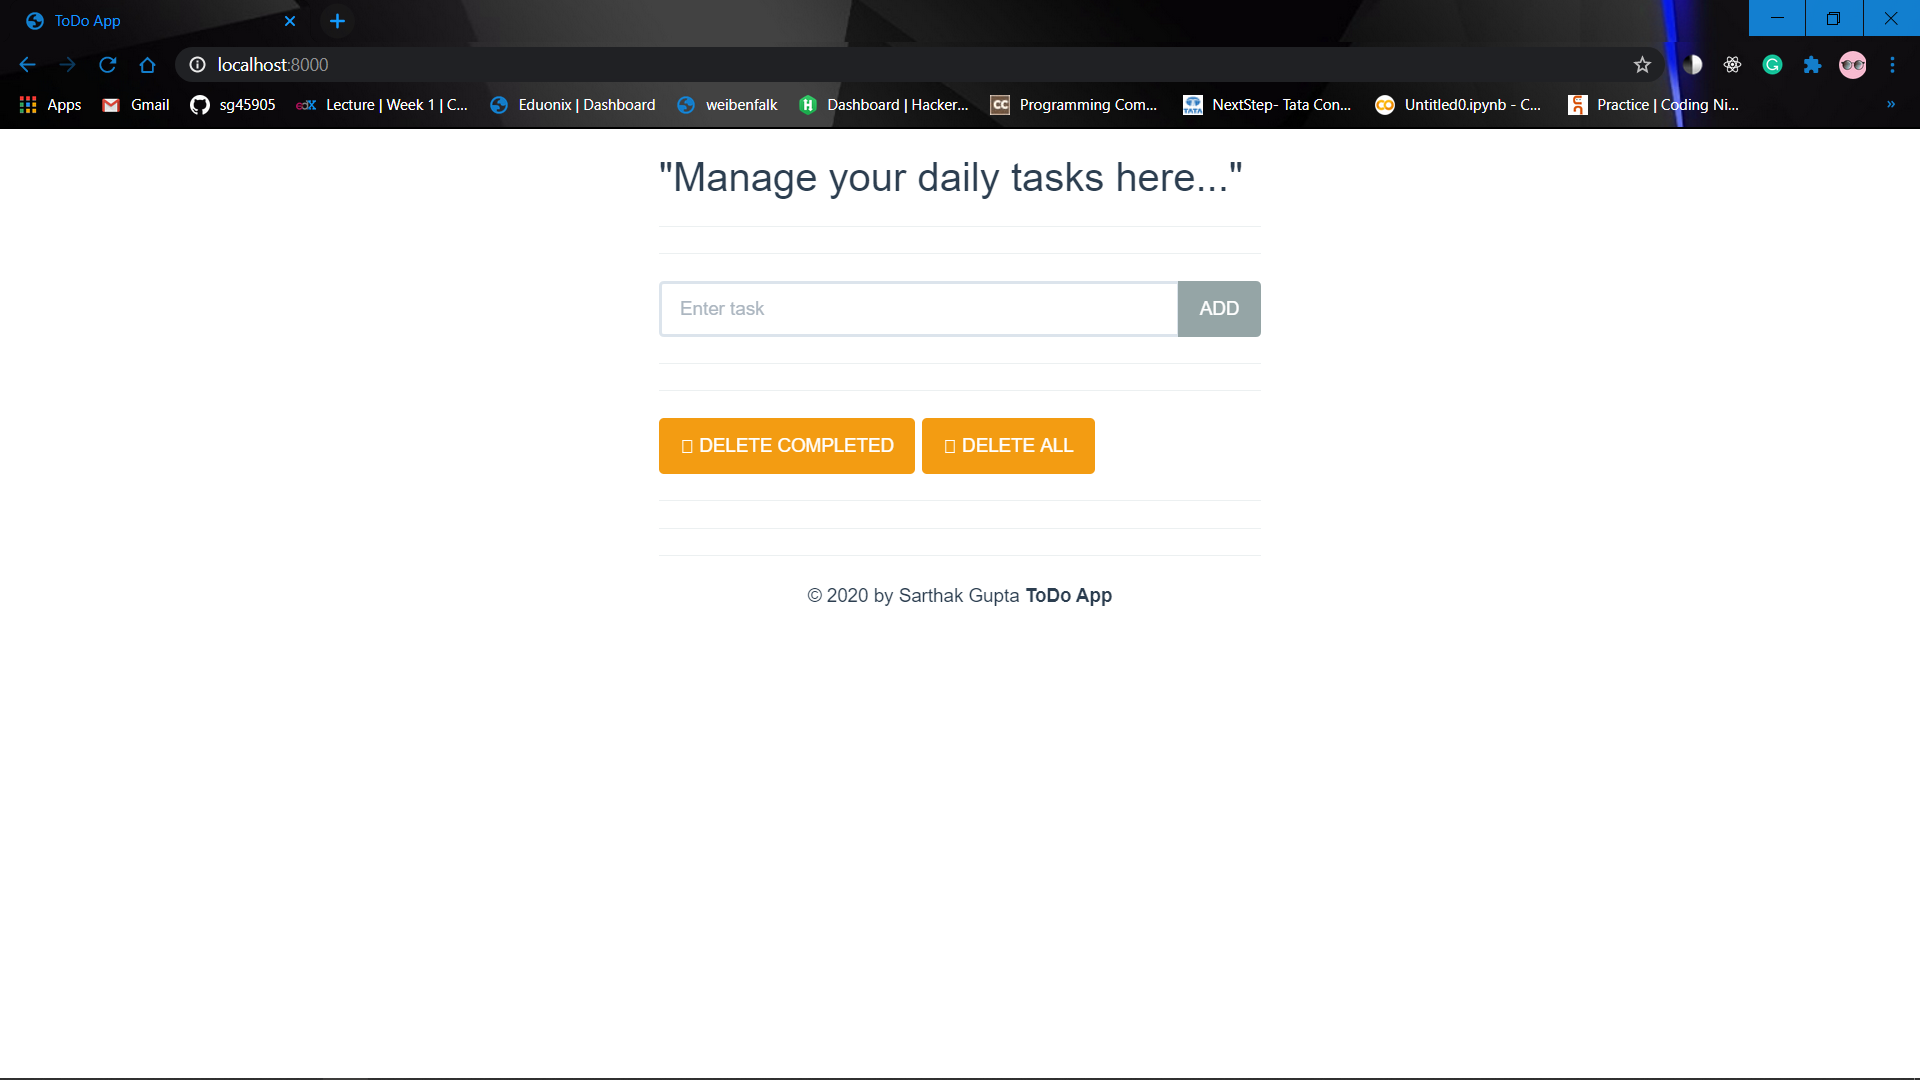 ToDo App
localhost:8000
Apps Gmail sg45905 edX Lecture | Week 1 | C... Eduonix | Dashboard weibenfalk Dashboard | Hacker... CC Programming Com... TATA NextStep- Tata Con... Untitled0.ipynb - C... Practice | Coding Ni... »
"Manage your daily tasks here..."
Enter task ADD
DELETE COMPLETED DELETE ALL
© 2020 by Sarthak Gupta ToDo App